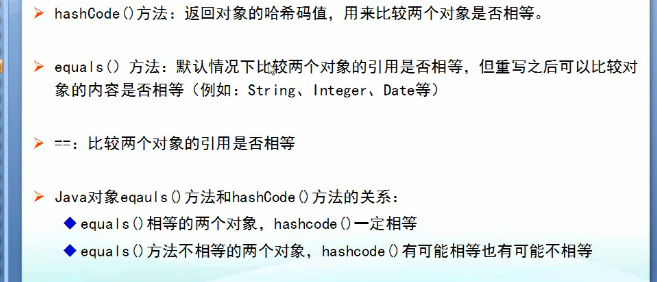 hashCode()方法：返回对象的哈希码值，用来比较两个对象是否相等。
equals() 方法：默认情况下比较两个对象的引用是否相等，但重写之后可以比较对
象的内容是否相等（例如：String、Integer、Date等）
==：比较两个对象的引用是否相等
Java对象eqauls()方法和hashCode()方法的关系：
equals()相等的两个对象，hashcode()一定相等
equals()方法不相等的两个对象，hashcode()有可能相等也有可能不相等